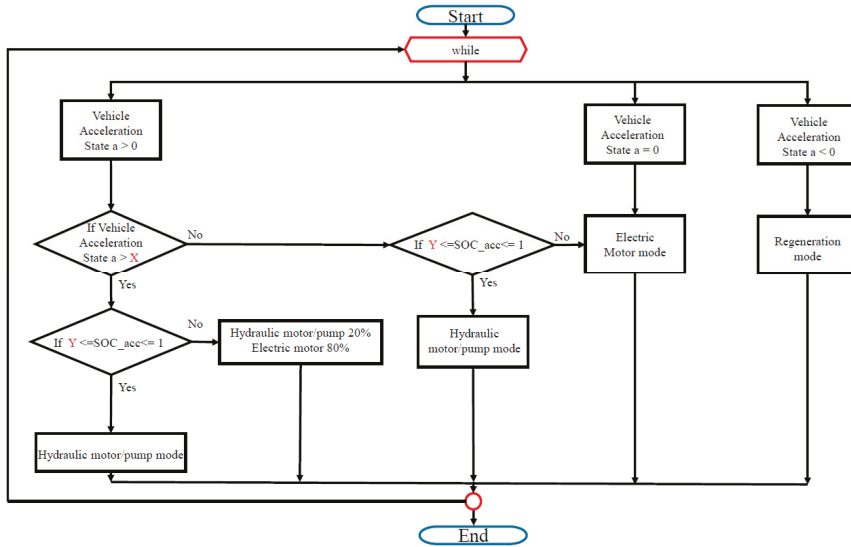 Start
while
Vehicle
Acceleration
State a > 0
Vehicle
Acceleration
State a = 0
Vehicle
Acceleration
State a < 0
If Vehicle
Acceleration
State a > X
No
If Y <=SOC_acc<= 1
No
Electric
Motor mode
Regeneration
mode
Yes
Yes
If Y <=SOC_acc<= 1
No
Hydraulic motor/pump 20%
Electric motor 80%
Hydraulic
motor/pump mode
Yes
Hydraulic motor/pump mode
End